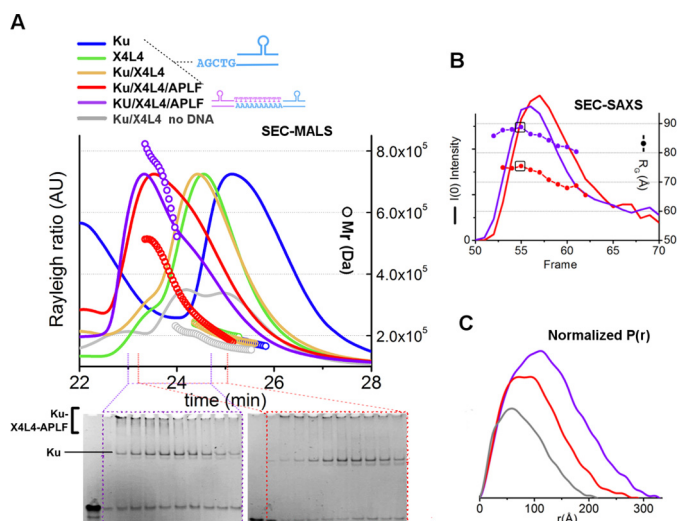 A
Ku
X4L4
Ku/X4L4
Ku/X4L4/APLF
KU/X4L4/APLF
Ku/X4L4 no DNA
AGCTG
SEC-MALS
Rayleigh ratio (AU)
8.0x10⁵
6.0x10⁵
4.0x10⁵
2.0x10⁵
Mr (Da)
22 24 26 28
time (min)
Ku-
X4L4-APLF
Ku
B
SEC-SAXS
I(0) Intensity
0
90
80
70
60
50
R_G (Å)
50 55 60 65 70
Frame
C
Normalized P(r)
0 100 200 300
r(Å)